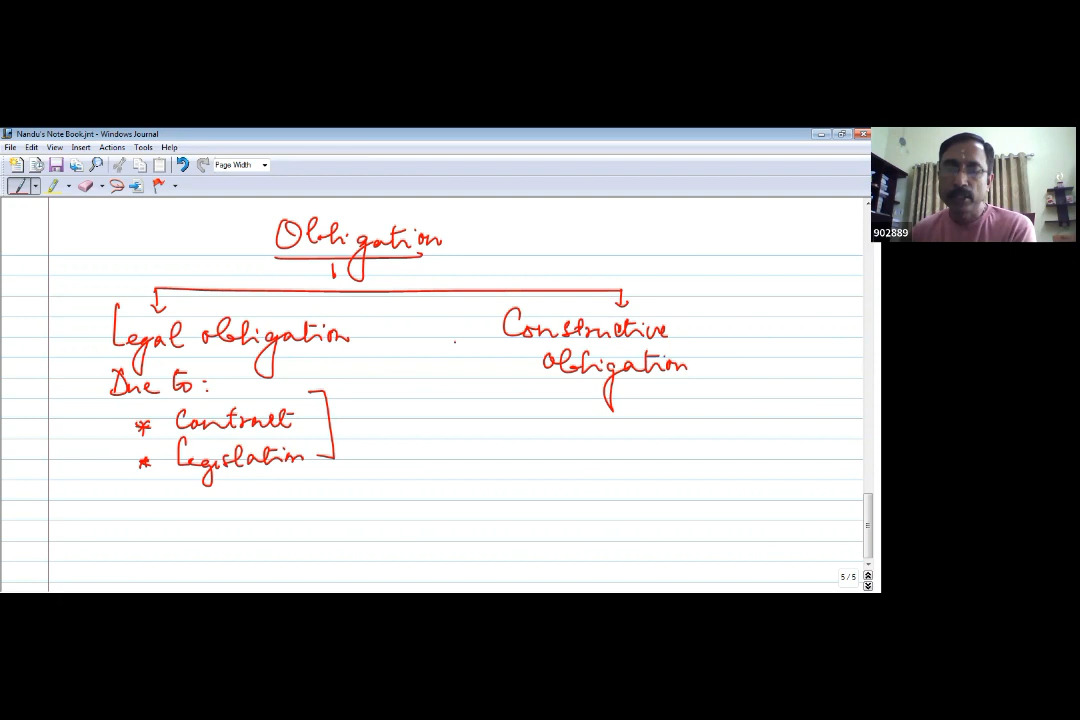 Nandu's Note Book.jnt - Windows Journal
File Edit View Insert Actions Tools Help
Page Width
902889
Obligation
Legal obligation
Constructive
obligation
Due to:
* Contract
* Legislation
5 / 5